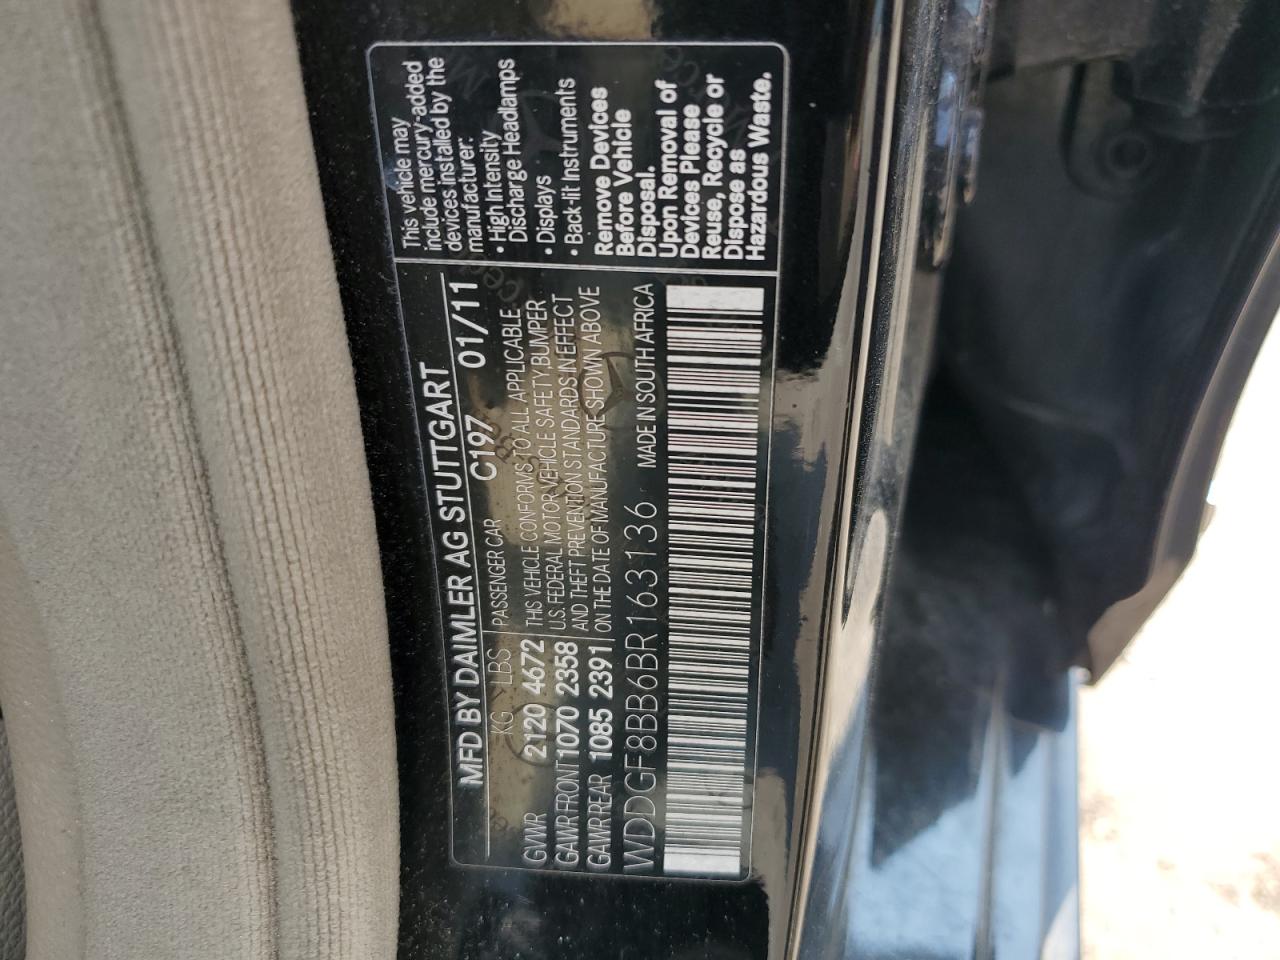 MFD BY DAIMLER AG STUTTGART
KG LBS PASSENGER CAR C197 01/11
GVWR 2120 4672 THIS VEHICLE CONFORMS TO ALL APPLICABLE
GAWR FRONT 1070 2358 U.S. FEDERAL MOTOR VEHICLE SAFETY, BUMPER
GAWR REAR 1085 2391 AND THEFT PREVENTION STANDARDS IN EFFECT
ON THE DATE OF MANUFACTURE SHOWN ABOVE
WDDGF8BB6BR163136 MADE IN SOUTH AFRICA
This vehicle may
include mercury-added
devices installed by the
manufacturer:
• High Intensity
Discharge Headlamps
• Displays
• Back-lit Instruments
Remove Devices
Before Vehicle
Disposal.
Upon Removal of
Devices Please
Reuse, Recycle or
Dispose as
Hazardous Waste.